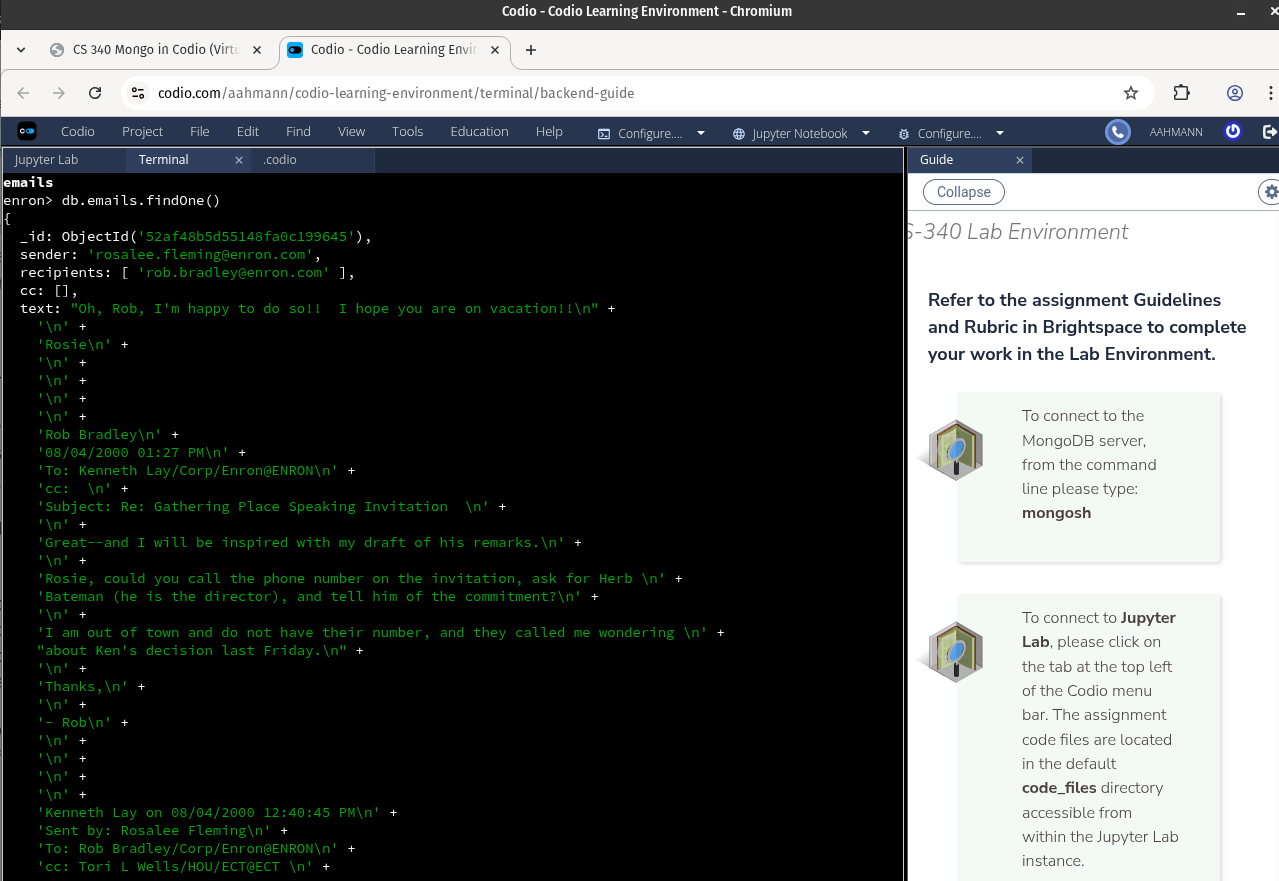 Codio - Codio Learning Environment - Chromium
CS 340 Mongo in Codio (Virtu
Codio - Codio Learning Envir
codio.com/aahmann/codio-learning-environment/terminal/backend-guide
Codio Project File Edit Find View Tools Education Help Configure.... Jupyter Notebook Configure.... AAHMANN
Jupyter Lab Terminal .codio
emails
enron> db.emails.findOne()
{
  _id: ObjectId('52af48b5d55148fa0c199645'),
  sender: 'rosalee.fleming@enron.com',
  recipients: [ 'rob.bradley@enron.com' ],
  cc: [],
  text: "Oh, Rob, I'm happy to do so!!  I hope you are on vacation!!\n" +
    '\n' +
    'Rosie\n' +
    '\n' +
    '\n' +
    '\n' +
    '\n' +
    'Rob Bradley\n' +
    '08/04/2000 01:27 PM\n' +
    'To: Kenneth Lay/Corp/Enron@ENRON\n' +
    'cc:  \n' +
    'Subject: Re: Gathering Place Speaking Invitation  \n' +
    '\n' +
    'Great--and I will be inspired with my draft of his remarks.\n' +
    '\n' +
    'Rosie, could you call the phone number on the invitation, ask for Herb \n' +
    'Bateman (he is the director), and tell him of the commitment?\n' +
    '\n' +
    'I am out of town and do not have their number, and they called me wondering \n' +
    "about Ken's decision last Friday.\n" +
    '\n' +
    'Thanks,\n' +
    '\n' +
    '- Rob\n' +
    '\n' +
    '\n' +
    '\n' +
    '\n' +
    'Kenneth Lay on 08/04/2000 12:40:45 PM\n' +
    'Sent by: Rosalee Fleming\n' +
    'To: Rob Bradley/Corp/Enron@ENRON\n' +
    'cc: Tori L Wells/HOU/ECT@ECT \n' +
Guide
Collapse
S-340 Lab Environment
Refer to the assignment Guidelines
and Rubric in Brightspace to complete
your work in the Lab Environment.
To connect to the
MongoDB server,
from the command
line please type:
mongosh
To connect to Jupyter
Lab, please click on
the tab at the top left
of the Codio menu
bar. The assignment
code files are located
in the default
code_files directory
accessible from
within the Jupyter Lab
instance.